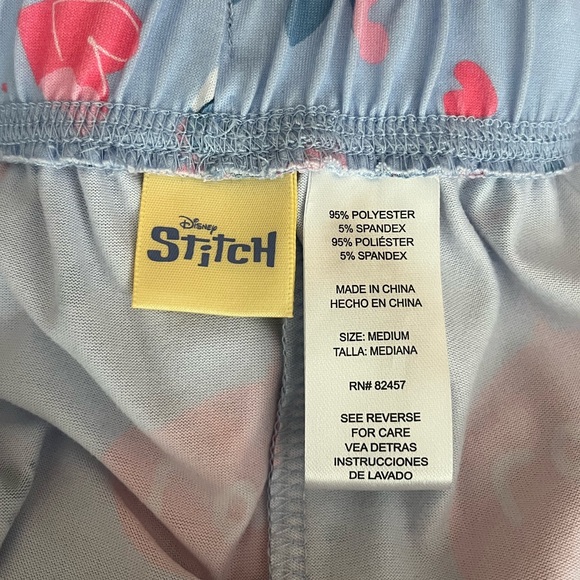 Disney
Stitch
95% POLYESTER
5% SPANDEX
95% POLIÉSTER
5% SPANDEX
MADE IN CHINA
HECHO EN CHINA
SIZE: MEDIUM
TALLA: MEDIANA
RN# 82457
SEE REVERSE
FOR CARE
VEA DETRAS
INSTRUCCIONES
DE LAVADO